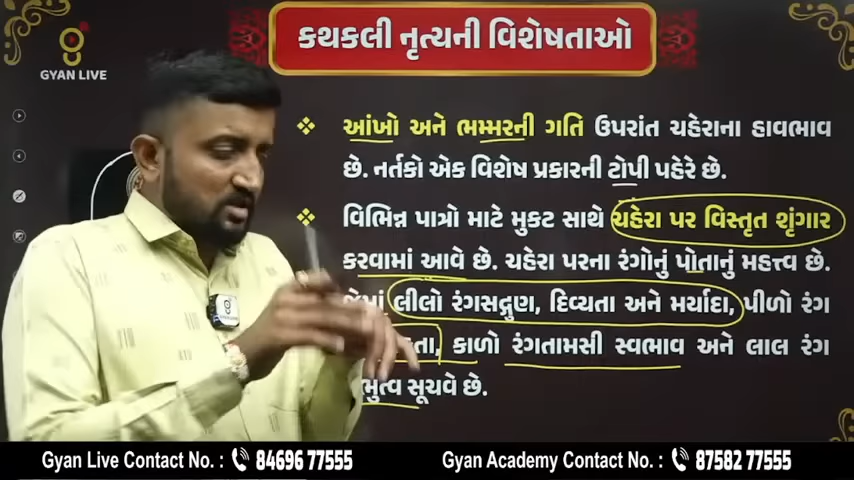 કથકલી નૃત્યની વિશેષતાઓ
GYAN LIVE
આંખો અને ભમ્મરની ગતિ ઉપરાંત ચહેરાના હાવભાવ
છે. નર્તકો એક વિશેષ પ્રકારની ટોપી પહેરે છે.
વિભિન્ન પાત્રો માટે મુકટ સાથે ચહેરા પર વિસ્તૃત શૃંગાર
કરવામાં આવે છે. ચહેરા પરના રંગોનું પોતાનું મહત્ત્વ છે.
લીલો રંગસદ્ગુણ, દિવ્યતા અને મર્યાદા, પીળો રંગ
કાળો રંગતામસી સ્વભાવ અને લાલ રંગ
સૂચવે છે.
Gyan Live Contact No. : 84696 77555
Gyan Academy Contact No. : 87582 77555